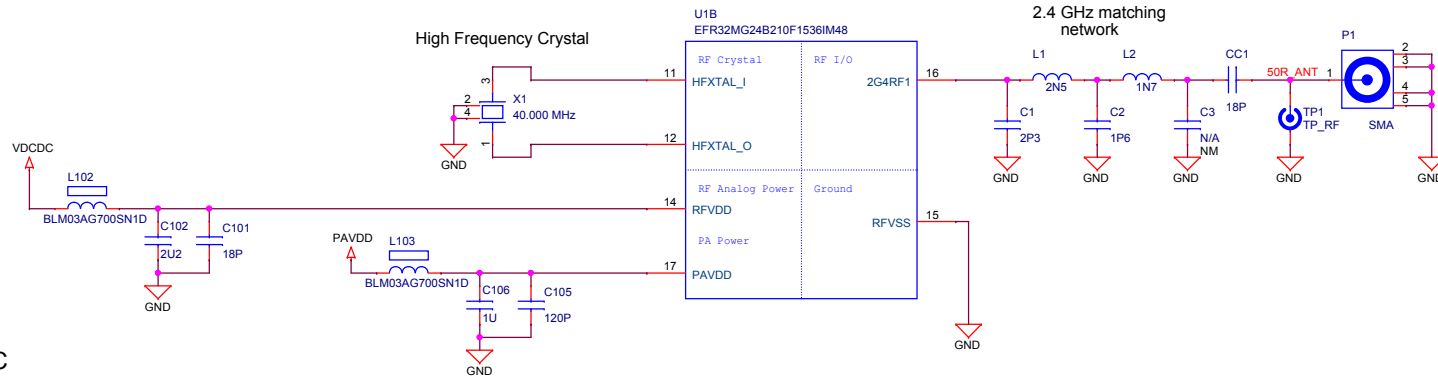 U1B
EFR32MG24B210F1536IM48
High Frequency Crystal
2.4 GHz matching
network
RF Crystal
RF I/O
11
HFXTAL_I
3
2
4
1
X1
40.000 MHz
12
HFXTAL_O
GND
16
2G4RF1
L1
2N5
L2
1N7
CC1
18P
50R_ANT
1
P1
2
3
4
5
SMA
C1
2P3
C2
1P6
C3
N/A
NM
TP1
TP_RF
GND
GND
GND
GND
GND
VDCDC
L102
BLM03AG700SN1D
C102
2U2
C101
18P
GND
RF Analog Power
Ground
14
RFVDD
15
RFVSS
GND
PA Power
PAVDD
L103
BLM03AG700SN1D
17
PAVDD
C106
1U
C105
120P
GND
C